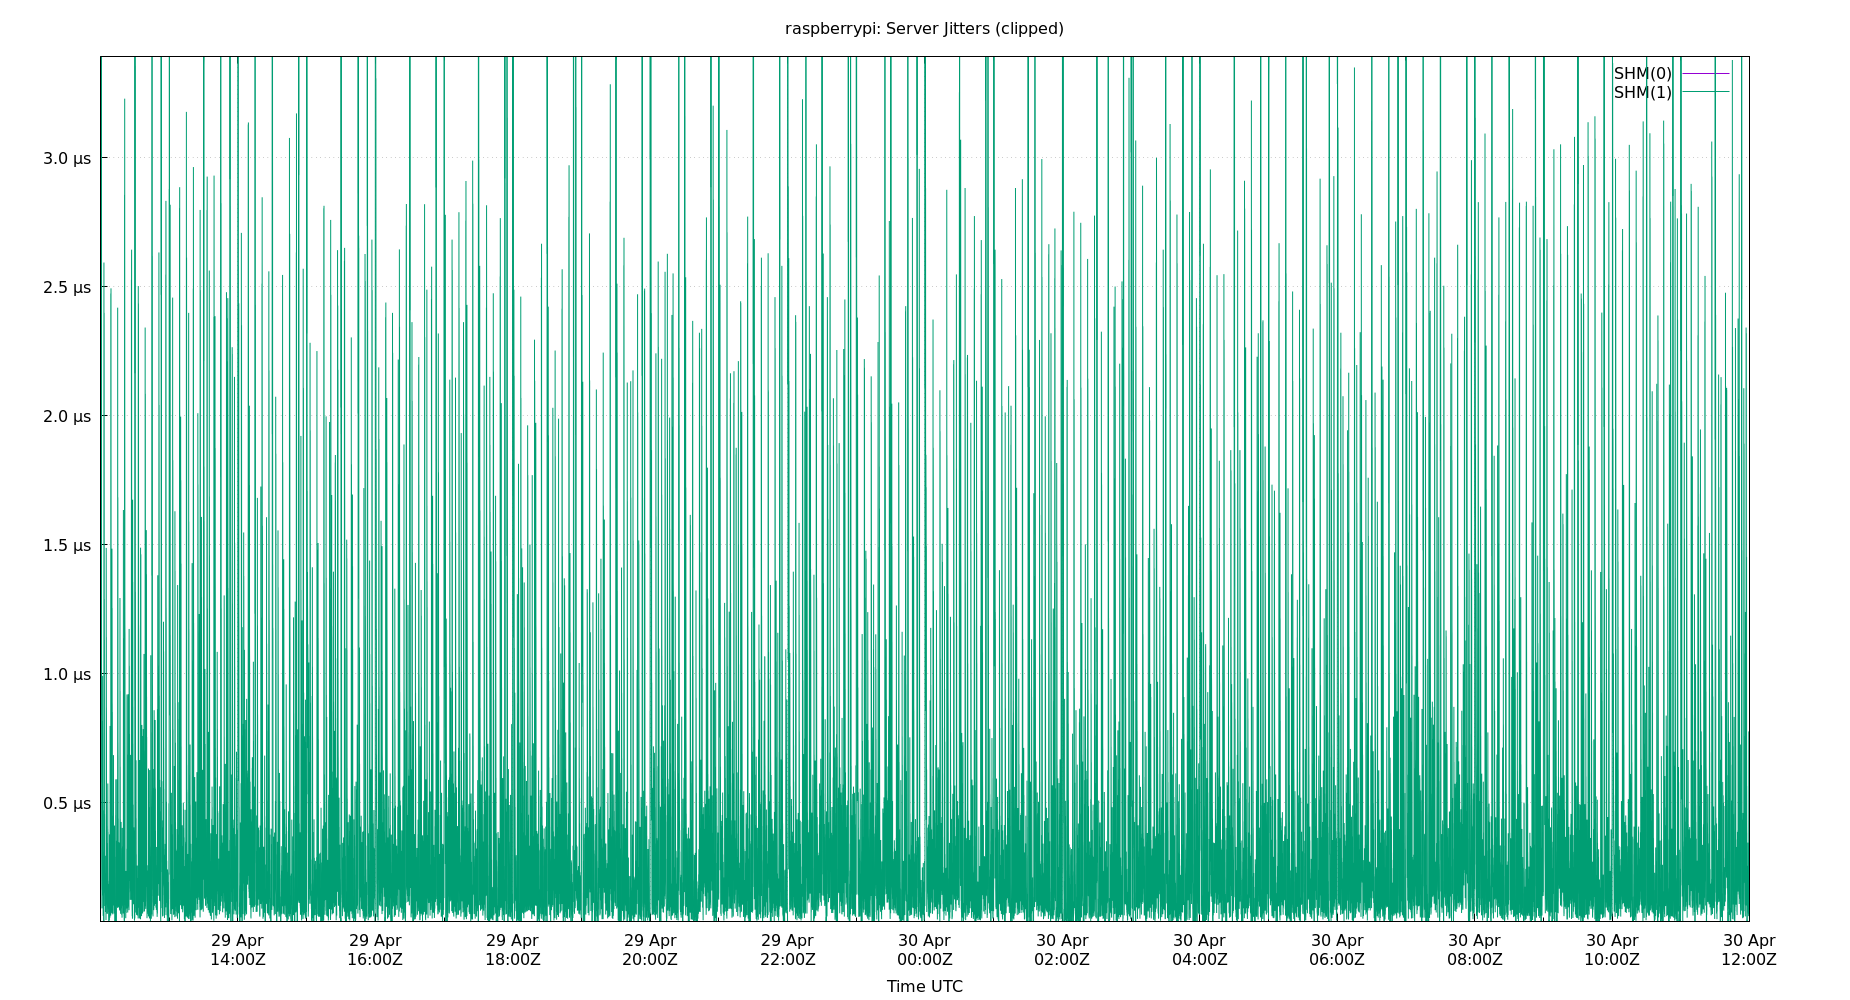 raspberrypi: Server Jitters (clipped)
SHM(0)
SHM(1)
3.0 µs
2.5 µs
2.0 µs
1.5 µs
1.0 µs
0.5 µs
29 Apr 29 Apr 29 Apr 29 Apr 29 Apr 30 Apr 30 Apr 30 Apr 30 Apr 30 Apr 30 Apr 30 Apr
14:00Z 16:00Z 18:00Z 20:00Z 22:00Z 00:00Z 02:00Z 04:00Z 06:00Z 08:00Z 10:00Z 12:00Z
Time UTC